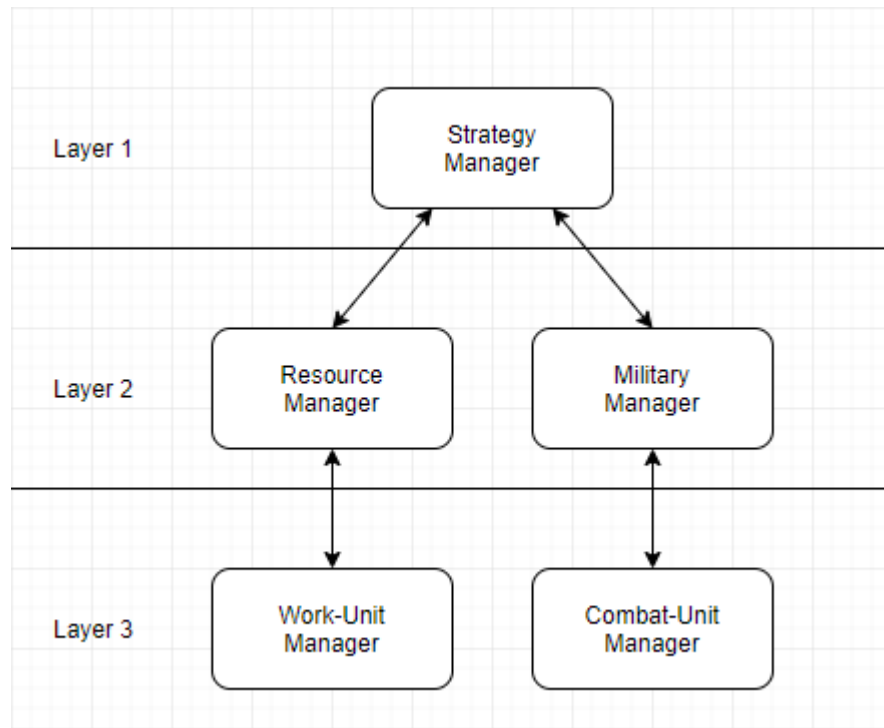 Layer 1
Strategy
Manager
Layer 2
Resource
Manager
Military
Manager
Layer 3
Work-Unit
Manager
Combat-Unit
Manager